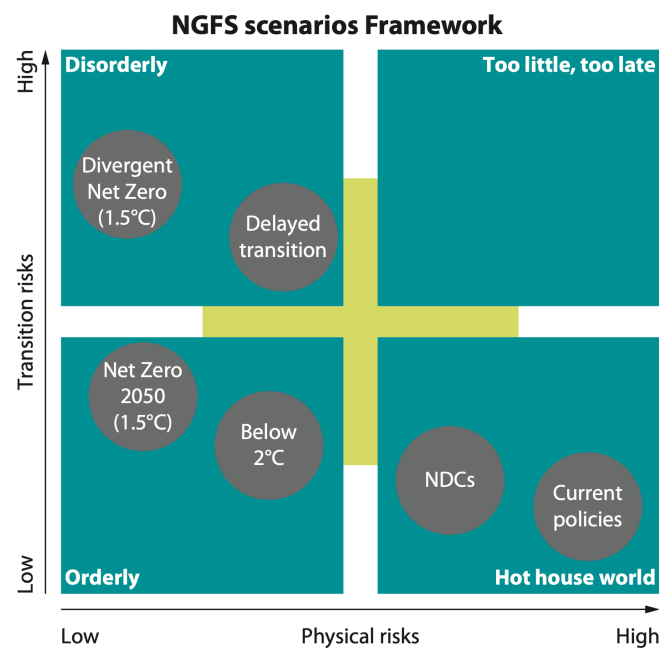 NGFS scenarios Framework
High
Transition risks
Low
Disorderly
Divergent
Net Zero
(1.5°C)
Delayed
transition
Too little, too late
Net Zero
2050
(1.5°C)
Below
2°C
Orderly
NDCs
Current
policies
Hot house world
Low
Physical risks
High